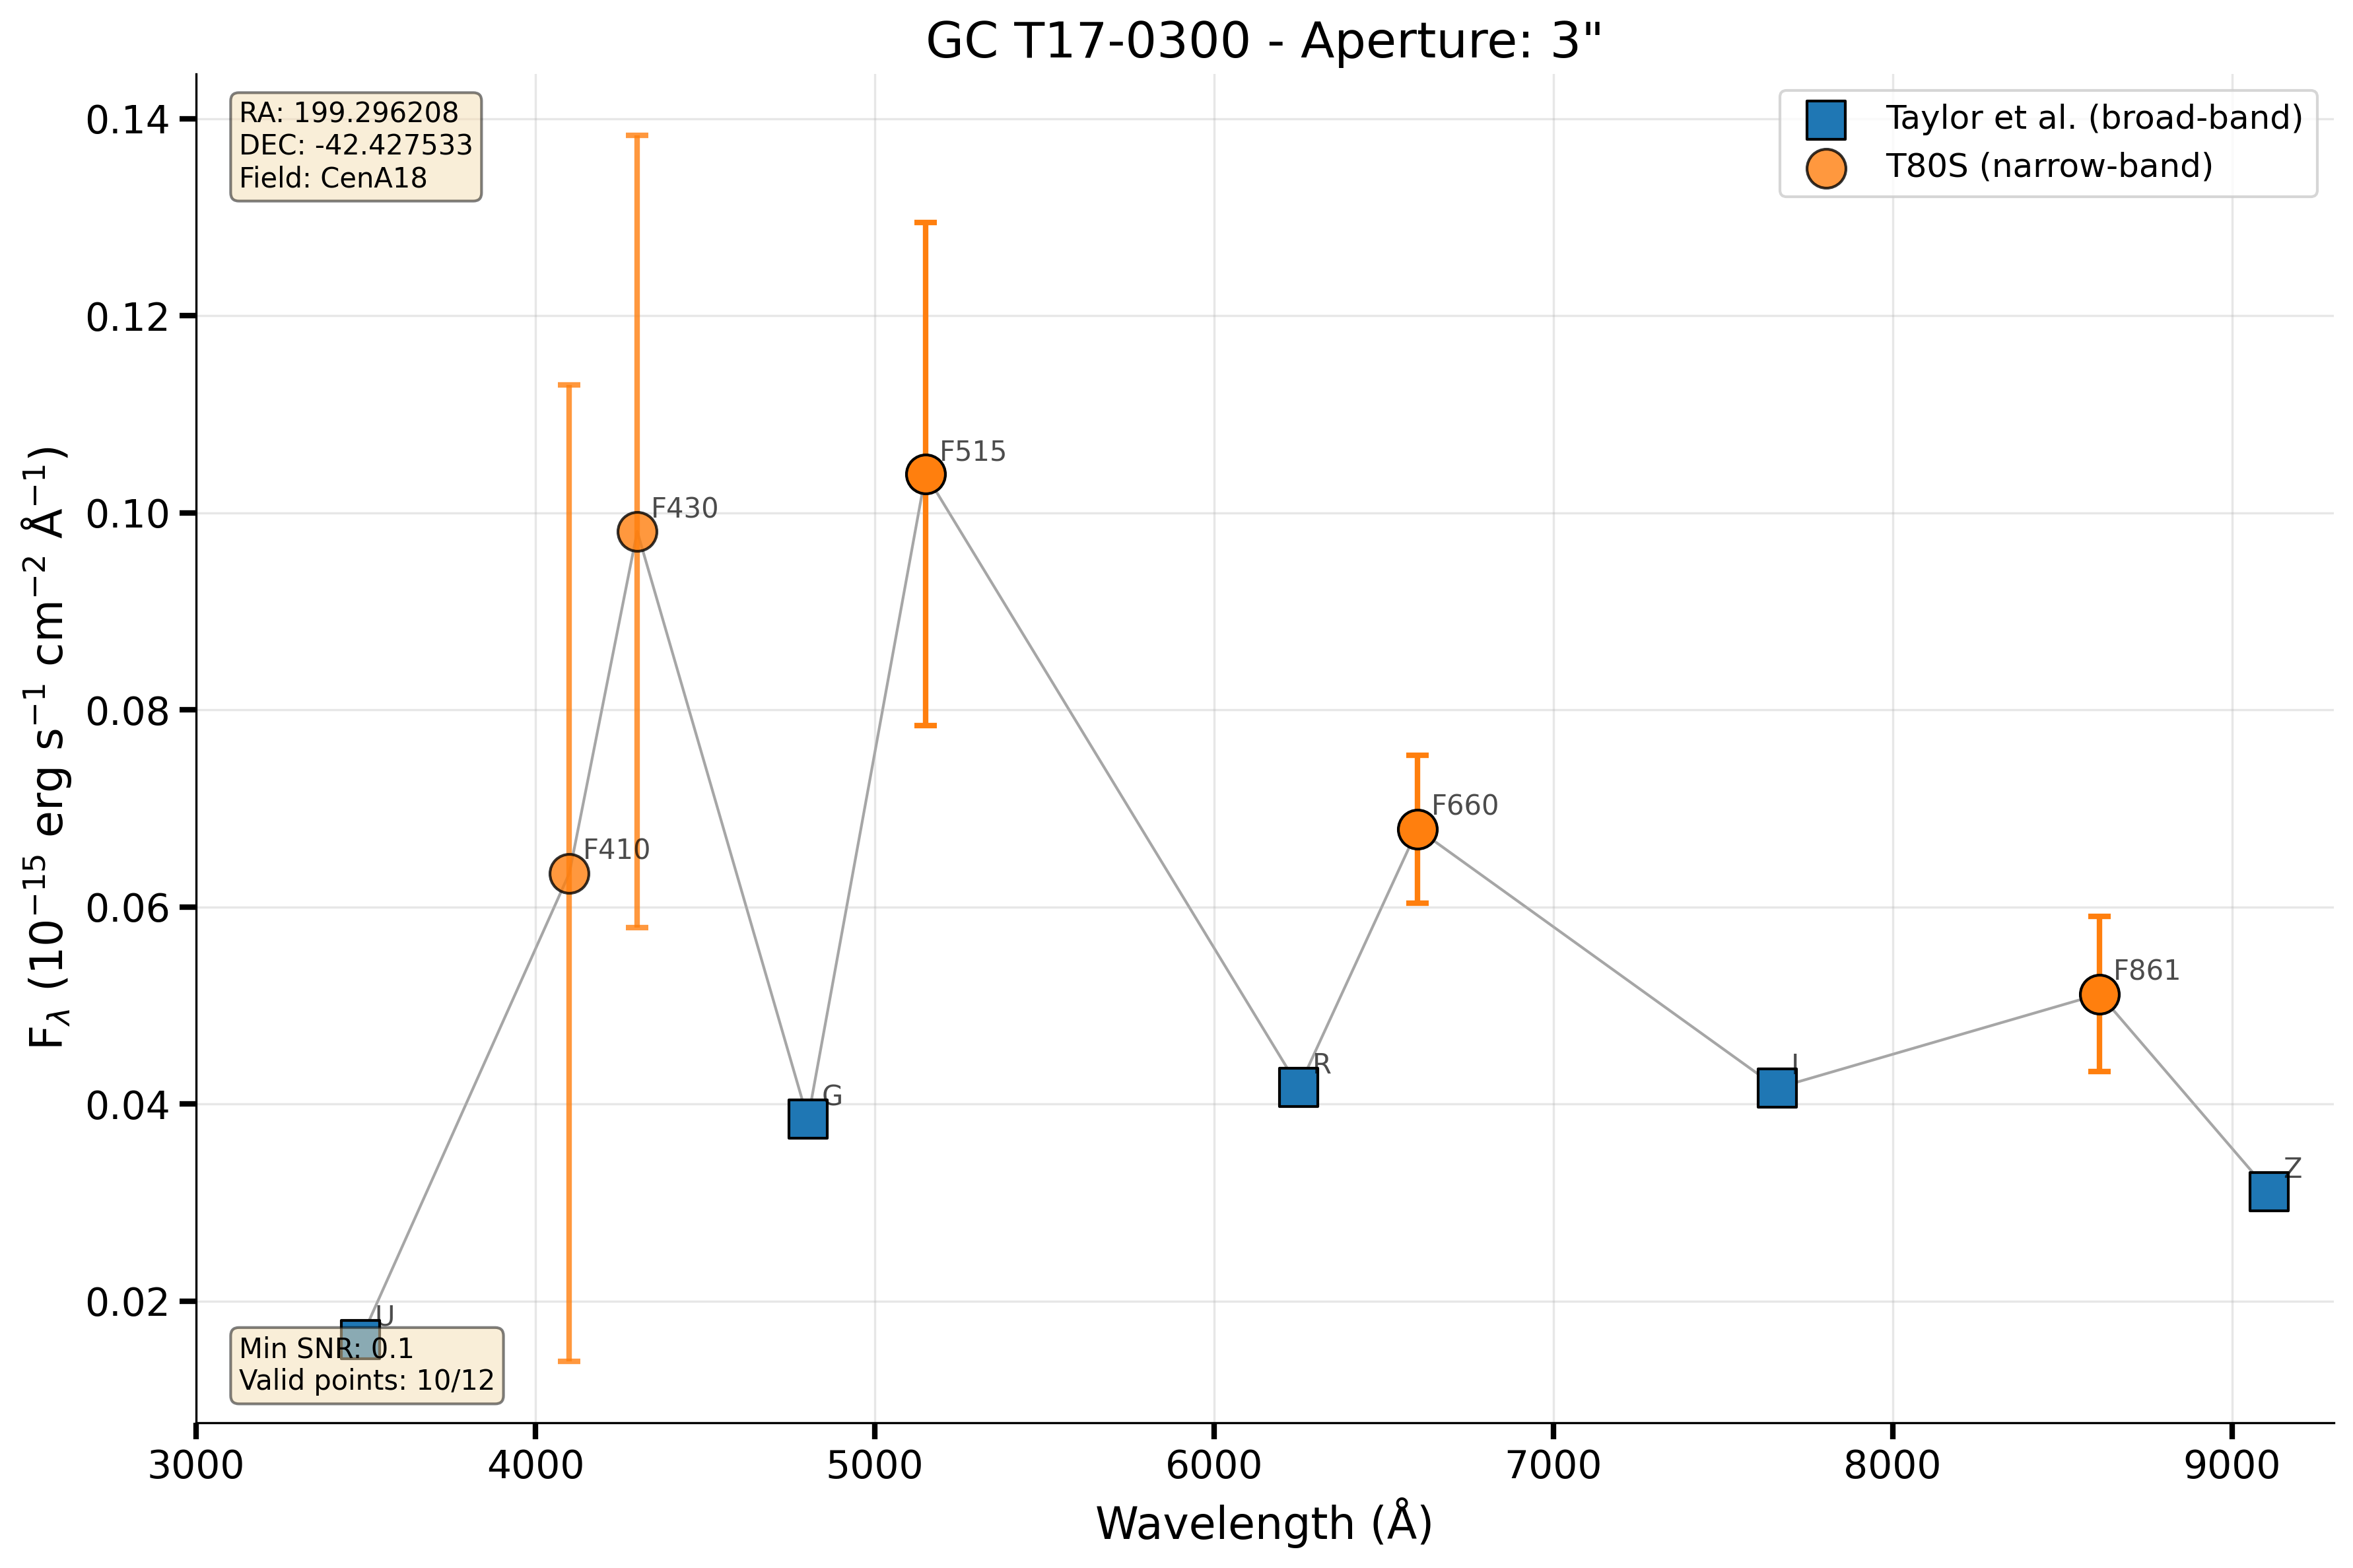 GC T17-0300 - Aperture: 3"
RA: 199.296208
DEC: -42.427533
Field: CenA18
Taylor et al. (broad-band)
T80S (narrow-band)
0.14
0.12
0.10
0.08
0.06
0.04
0.02
F_λ (10⁻¹⁵ erg s⁻¹ cm⁻² Å⁻¹)
F515
F430
F410
F660
F861
R
I
G
Z
U
Min SNR: 0.1
Valid points: 10/12
3000 4000 5000 6000 7000 8000 9000
Wavelength (Å)